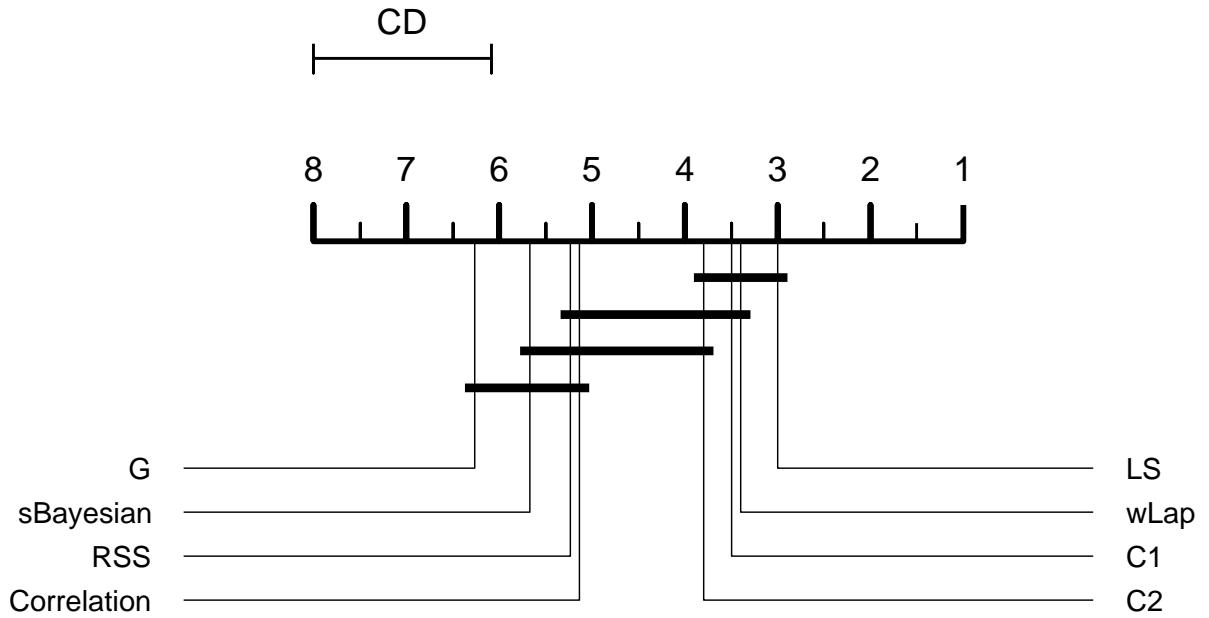 CD
8 7 6 5 4 3 2 1
G LS
sBayesian wLap
RSS C1
Correlation C2